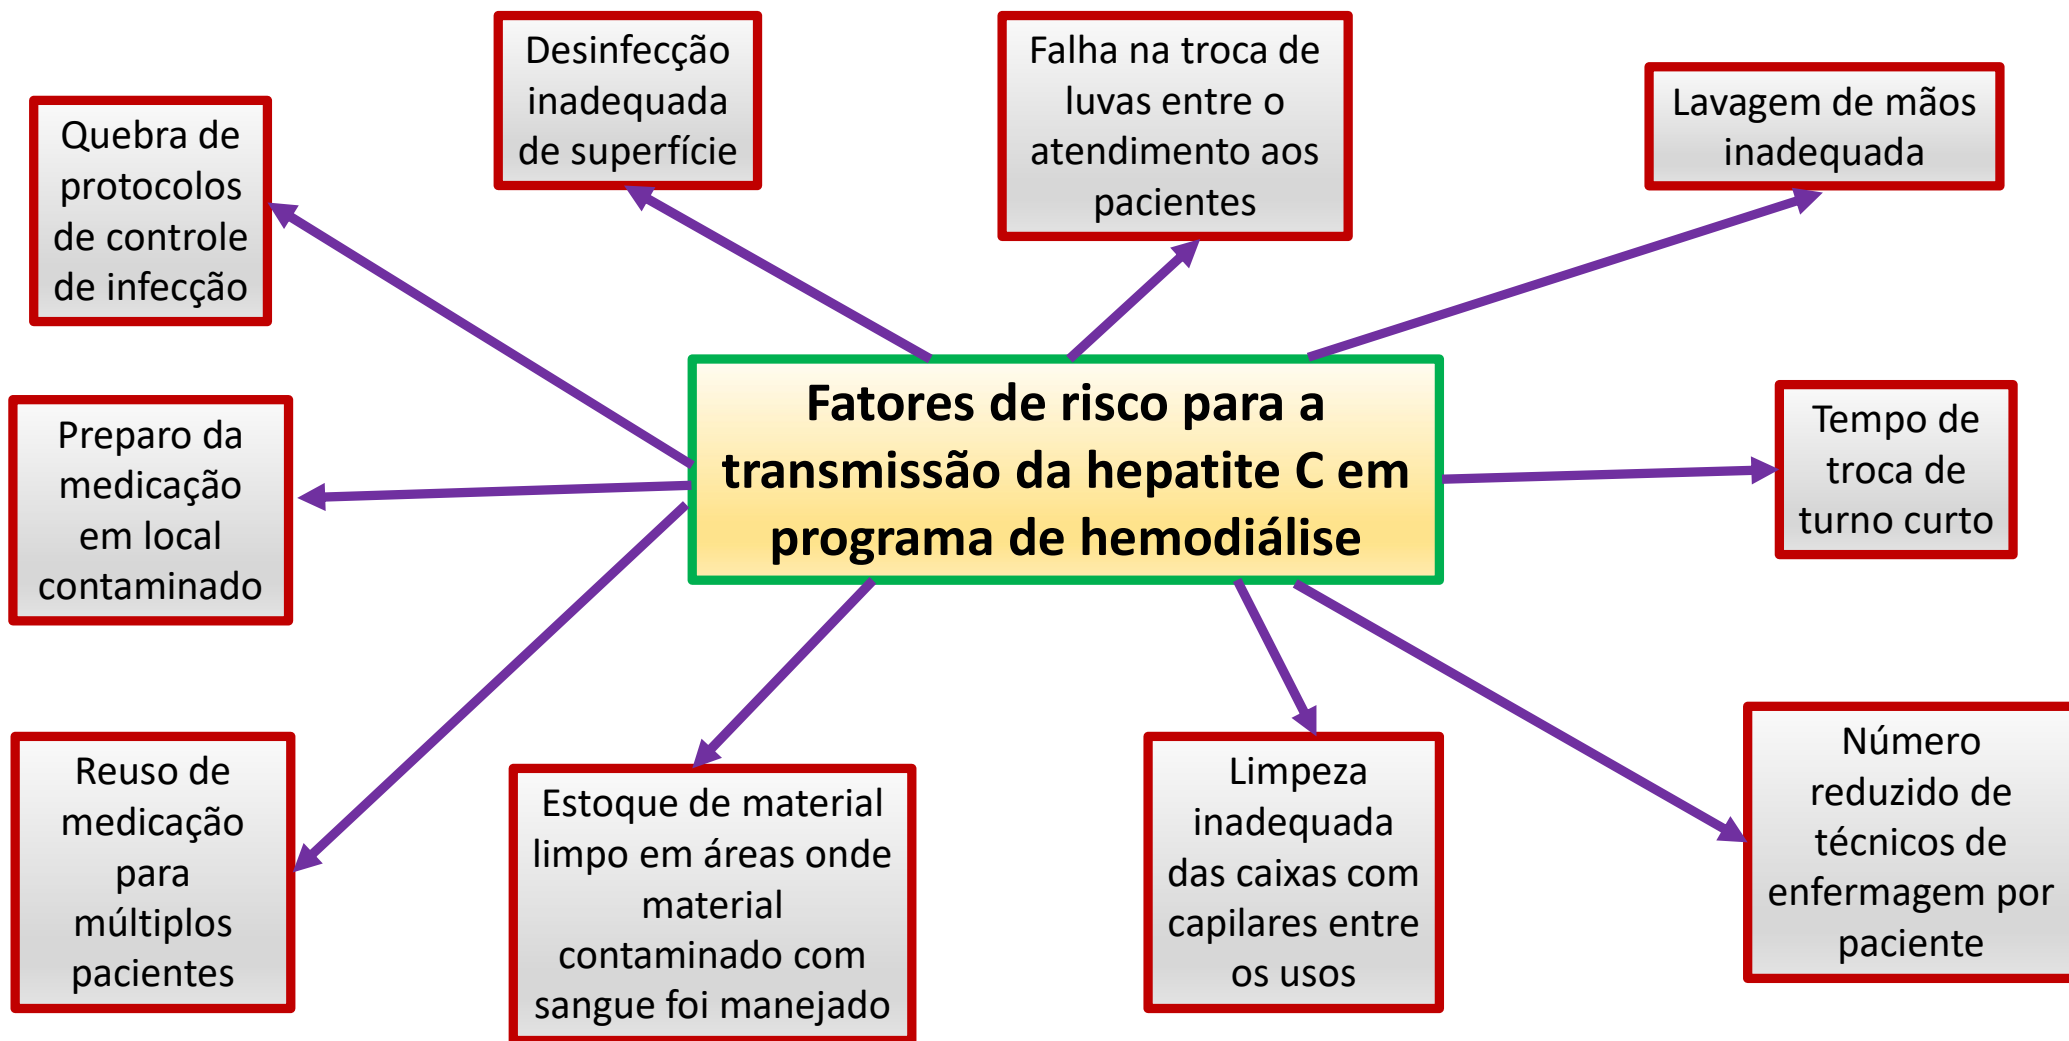 Desinfecção
inadequada
de superfície
Falha na troca de
luvas entre o
atendimento aos
pacientes
Lavagem de mãos
inadequada
Quebra de
protocolos
de controle
de infecção
Fatores de risco para a
transmissão da hepatite C em
programa de hemodiálise
Preparo da
medicação
em local
contaminado
Tempo de
troca de
turno curto
Reuso de
medicação
para
múltiplos
pacientes
Estoque de material
limpo em áreas onde
material
contaminado com
sangue foi manejado
Limpeza
inadequada
das caixas com
capilares entre
os usos
Número
reduzido de
técnicos de
enfermagem por
paciente